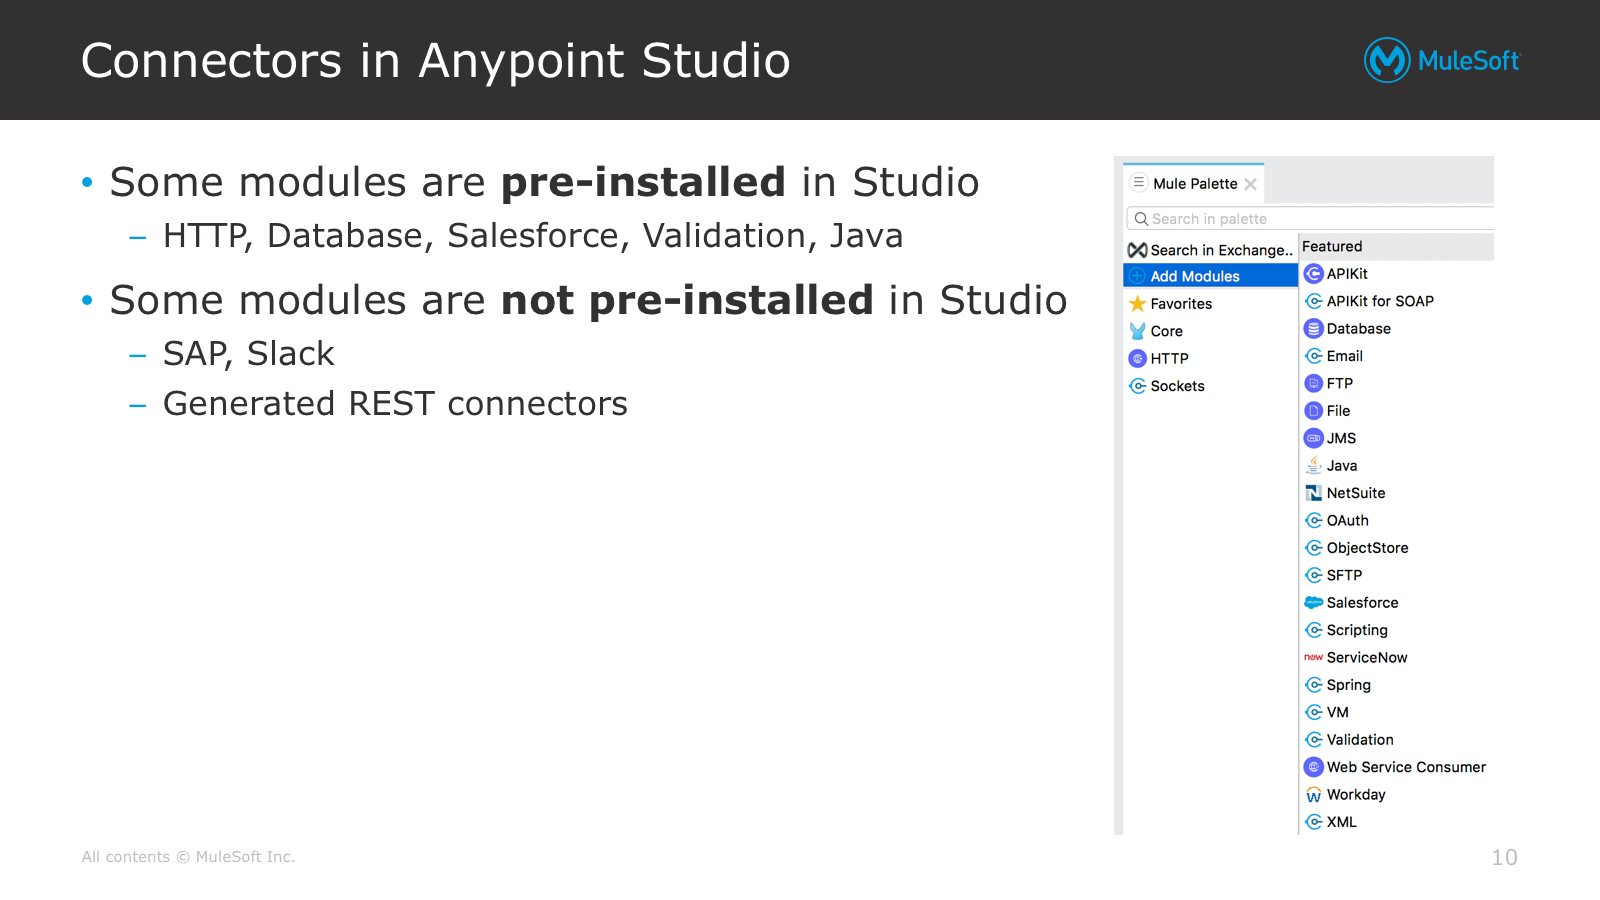 Connectors in Anypoint Studio
MuleSoft
• Some modules are pre-installed in Studio
– HTTP, Database, Salesforce, Validation, Java
• Some modules are not pre-installed in Studio
– SAP, Slack
– Generated REST connectors
Mule Palette
Search in palette
Search in Exchange..
Add Modules
Favorites
Core
HTTP
Sockets
Featured
APIKit
APIKit for SOAP
Database
Email
FTP
File
JMS
Java
NetSuite
OAuth
ObjectStore
SFTP
Salesforce
Scripting
now ServiceNow
Spring
VM
Validation
Web Service Consumer
Workday
XML
All contents © MuleSoft Inc.
10